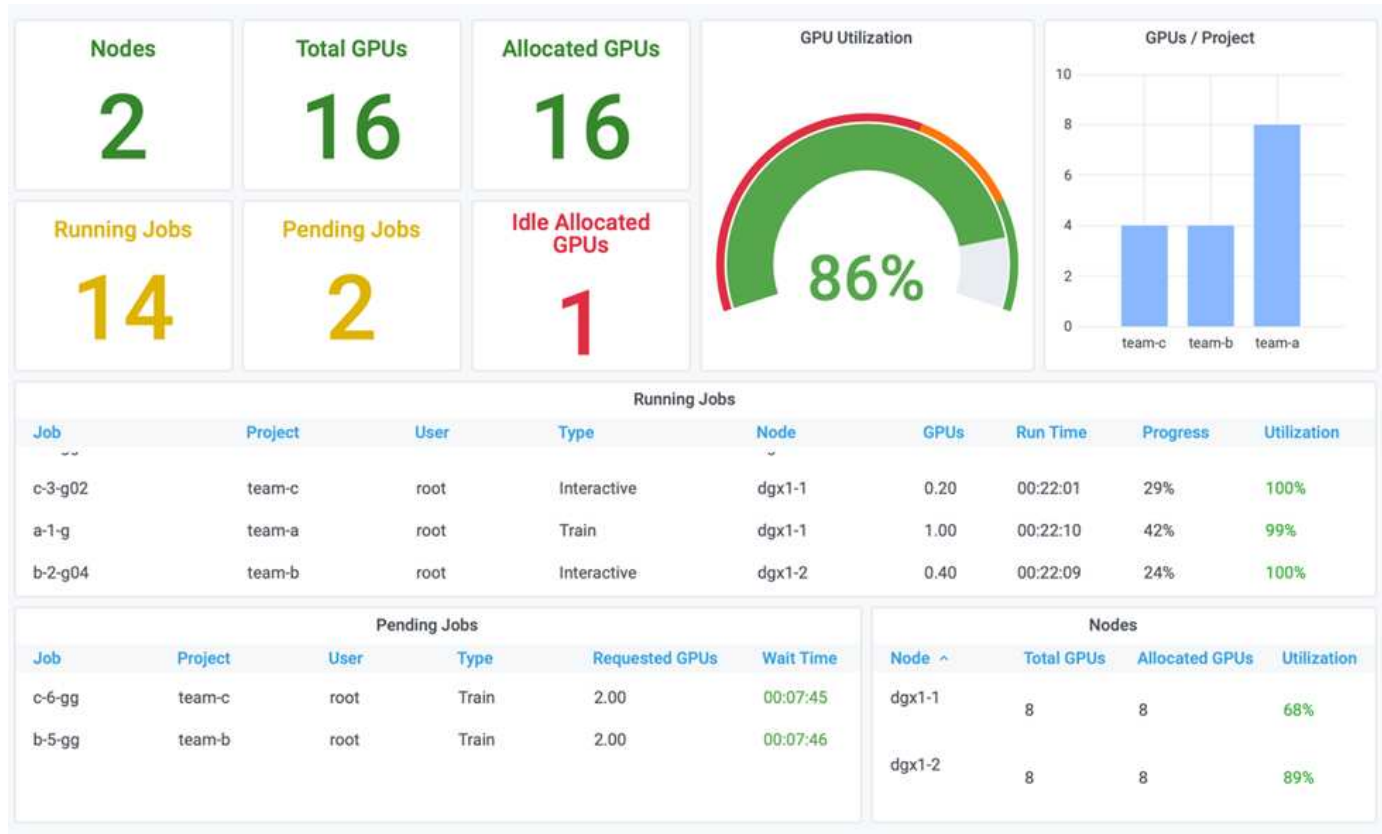 Nodes
2
Total GPUs
16
Allocated GPUs
16
GPU Utilization
86%
GPUs / Project
10
8
6
4
2
0
team-c team-b team-a
Running Jobs
14
Pending Jobs
2
Idle Allocated
GPUs
1
Running Jobs
Job Project User Type Node GPUs Run Time Progress Utilization
c-3-g02 team-c root Interactive dgx1-1 0.20 00:22:01 29% 100%
a-1-g team-a root Train dgx1-1 1.00 00:22:10 42% 99%
b-2-g04 team-b root Interactive dgx1-2 0.40 00:22:09 24% 100%
Pending Jobs
Job Project User Type Requested GPUs Wait Time
c-6-gg team-c root Train 2.00 00:07:45
b-5-gg team-b root Train 2.00 00:07:46
Nodes
Node Total GPUs Allocated GPUs Utilization
dgx1-1 8 8 68%
dgx1-2 8 8 89%